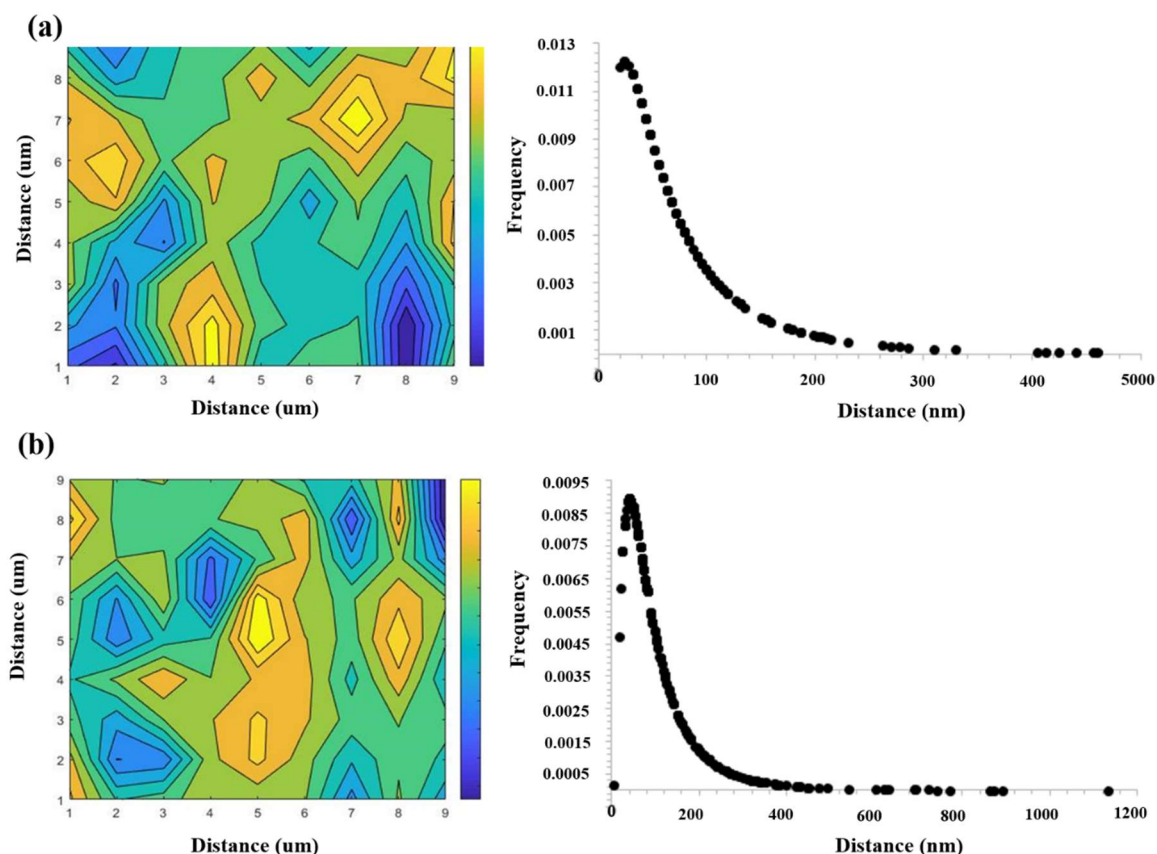 (a)
8
7
6
5
4
3
2
1
Distance (um)
1 2 3 4 5 6 7 8 9
Distance (um)
0.013
0.011
0.009
0.007
0.005
0.003
0.001
Frequency
0 100 200 300 400 5000
Distance (nm)
(b)
9
8
7
6
5
4
3
2
1
Distance (um)
1 2 3 4 5 6 7 8 9
Distance (um)
0.0095
0.0085
0.0075
0.0065
0.0055
0.0045
0.0035
0.0025
0.0015
0.0005
Frequency
0 200 400 600 800 1000 1200
Distance (nm)